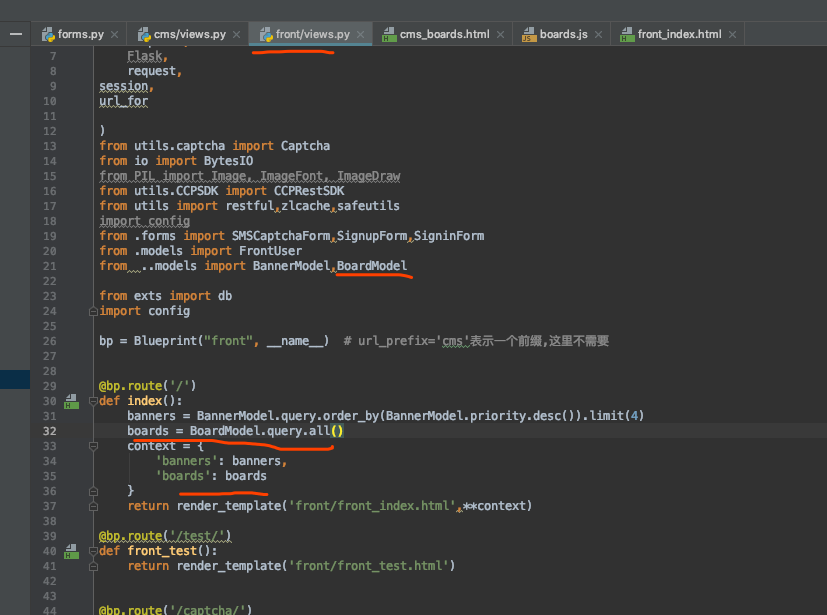 forms.py cms/views.py front/views.py cms_boards.html boards.js front_index.html
7 Flask,
8 request,
9 session,
10 url_for
11
12 )
13 from utils.captcha import Captcha
14 from io import BytesIO
15 from PIL import Image, ImageFont, ImageDraw
16 from utils.CCPSDK import CCPRestSDK
17 from utils import restful,zlcache,safeutils
18 import config
19 from .forms import SMSCaptchaForm,SignupForm,SigninForm
20 from .models import FrontUser
21 from ..models import BannerModel,BoardModel
22
23 from exts import db
24 import config
25
26 bp = Blueprint("front", __name__) # url_prefix='cms'表示一个前缀,这里不需要
27
28
29 @bp.route('/')
30 def index():
31 banners = BannerModel.query.order_by(BannerModel.priority.desc()).limit(4)
32 boards = BoardModel.query.all()
33 context = {
34 'banners': banners,
35 'boards': boards
36 }
37 return render_template('front/front_index.html',**context)
38
39 @bp.route('/test/')
40 def front_test():
41 return render_template('front/front_test.html')
42
43
44 @bp.route('/captcha/')